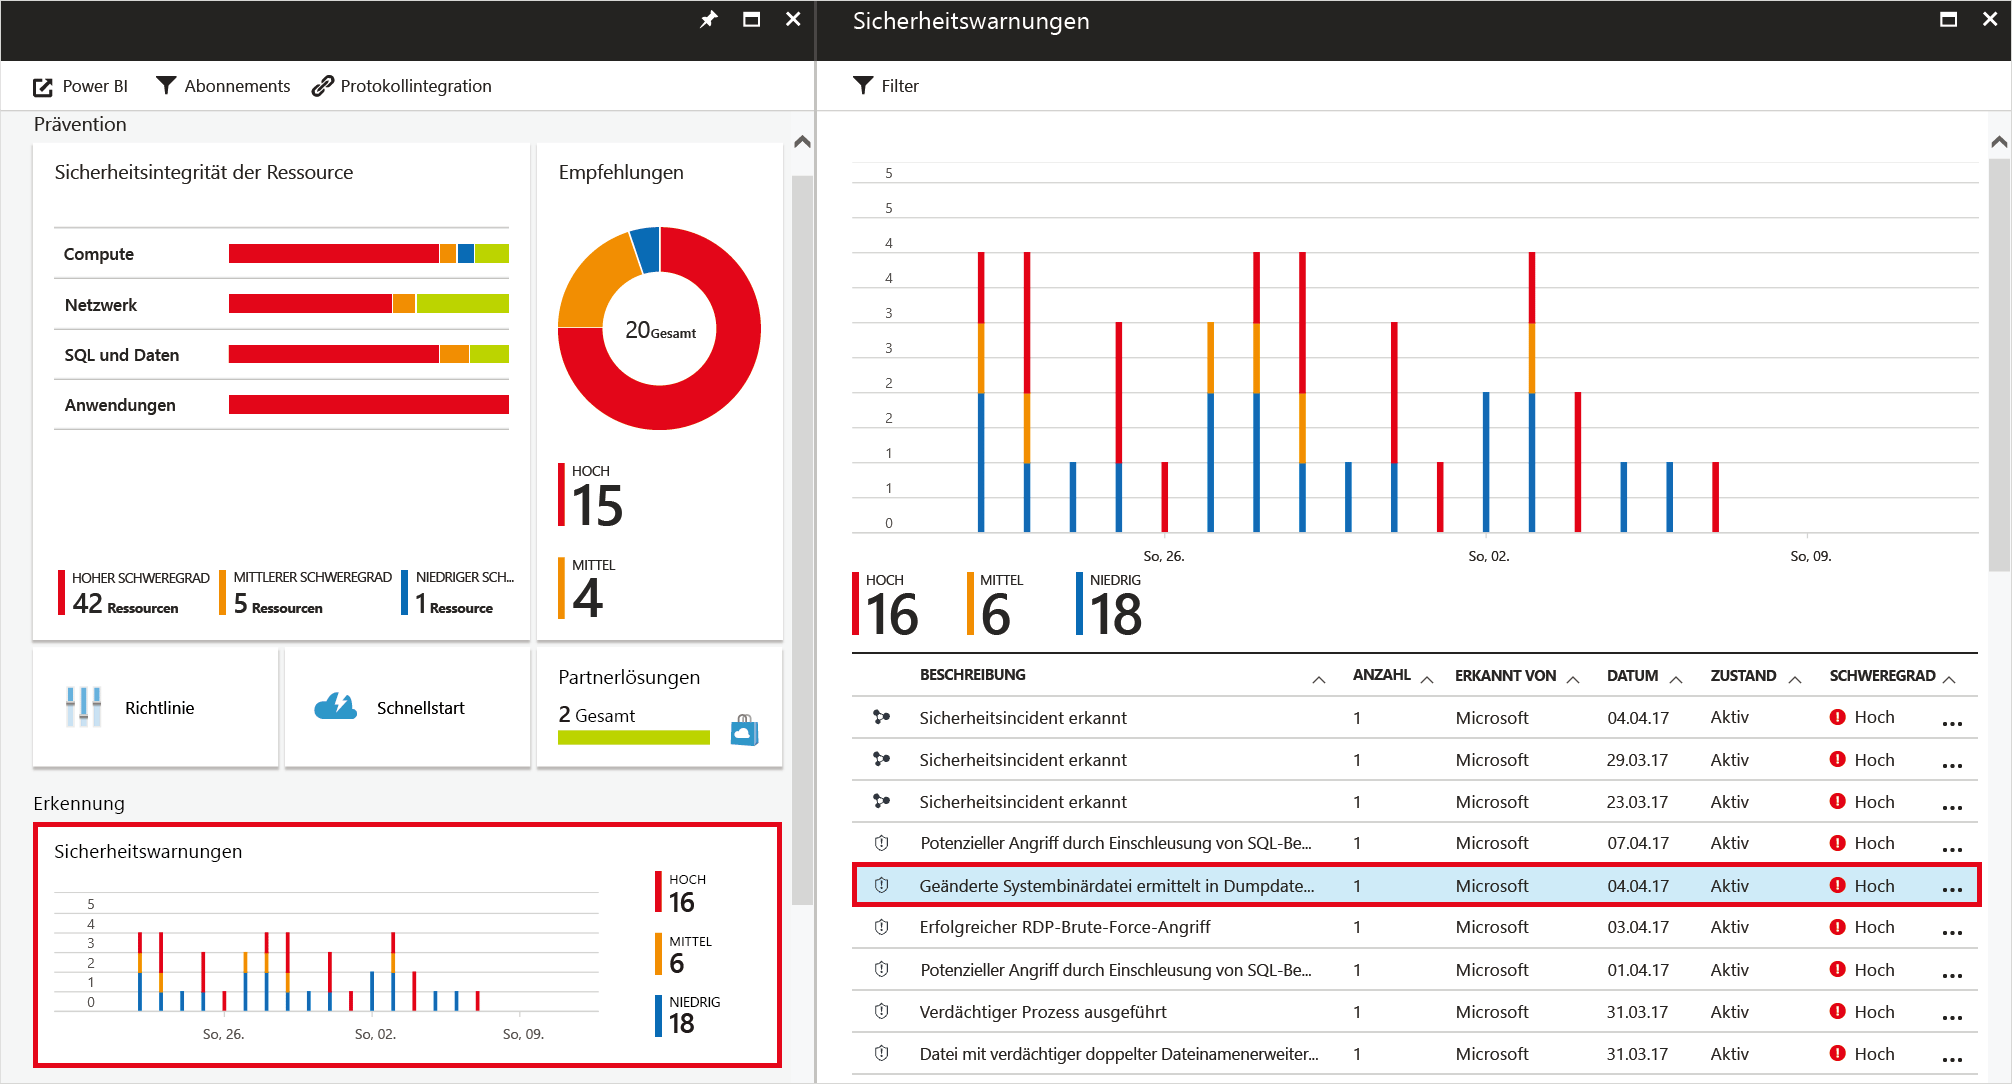 Power BI
Abonnements
Protokollintegration
Prävention
Sicherheitsintegrität der Ressource
Compute
Netzwerk
SQL und Daten
Anwendungen
HOHER SCHWEREGRAD
42 Ressourcen
MITTLERER SCHWEREGRAD
5 Ressourcen
NIEDRIGER SCH...
1 Ressource
Empfehlungen
20 Gesamt
HOCH
15
MITTEL
4
Richtlinie
Schnellstart
Partnerlösungen
2 Gesamt
Erkennung
Sicherheitswarnungen
5
4
3
2
1
0
So, 26.
So, 02.
So, 09.
HOCH
16
MITTEL
6
NIEDRIG
18
Sicherheitswarnungen
Filter
5
5
4
4
3
3
2
2
1
1
0
So, 26.
So, 02.
So, 09.
HOCH
16
MITTEL
6
NIEDRIG
18
BESCHREIBUNG ANZAHL ERKANNT VON DATUM ZUSTAND SCHWEREGRAD
Sicherheitsincident erkannt 1 Microsoft 04.04.17 Aktiv Hoch ...
Sicherheitsincident erkannt 1 Microsoft 29.03.17 Aktiv Hoch ...
Sicherheitsincident erkannt 1 Microsoft 23.03.17 Aktiv Hoch ...
Potenzieller Angriff durch Einschleusung von SQL-Be... 1 Microsoft 07.04.17 Aktiv Hoch ...
Geänderte Systembinärdatei ermittelt in Dumpdate... 1 Microsoft 04.04.17 Aktiv Hoch ...
Erfolgreicher RDP-Brute-Force-Angriff 1 Microsoft 03.04.17 Aktiv Hoch ...
Potenzieller Angriff durch Einschleusung von SQL-Be... 1 Microsoft 01.04.17 Aktiv Hoch ...
Verdächtiger Prozess ausgeführt 1 Microsoft 31.03.17 Aktiv Hoch ...
Datei mit verdächtiger doppelter Dateinamenerweiter... 1 Microsoft 31.03.17 Aktiv Hoch ...